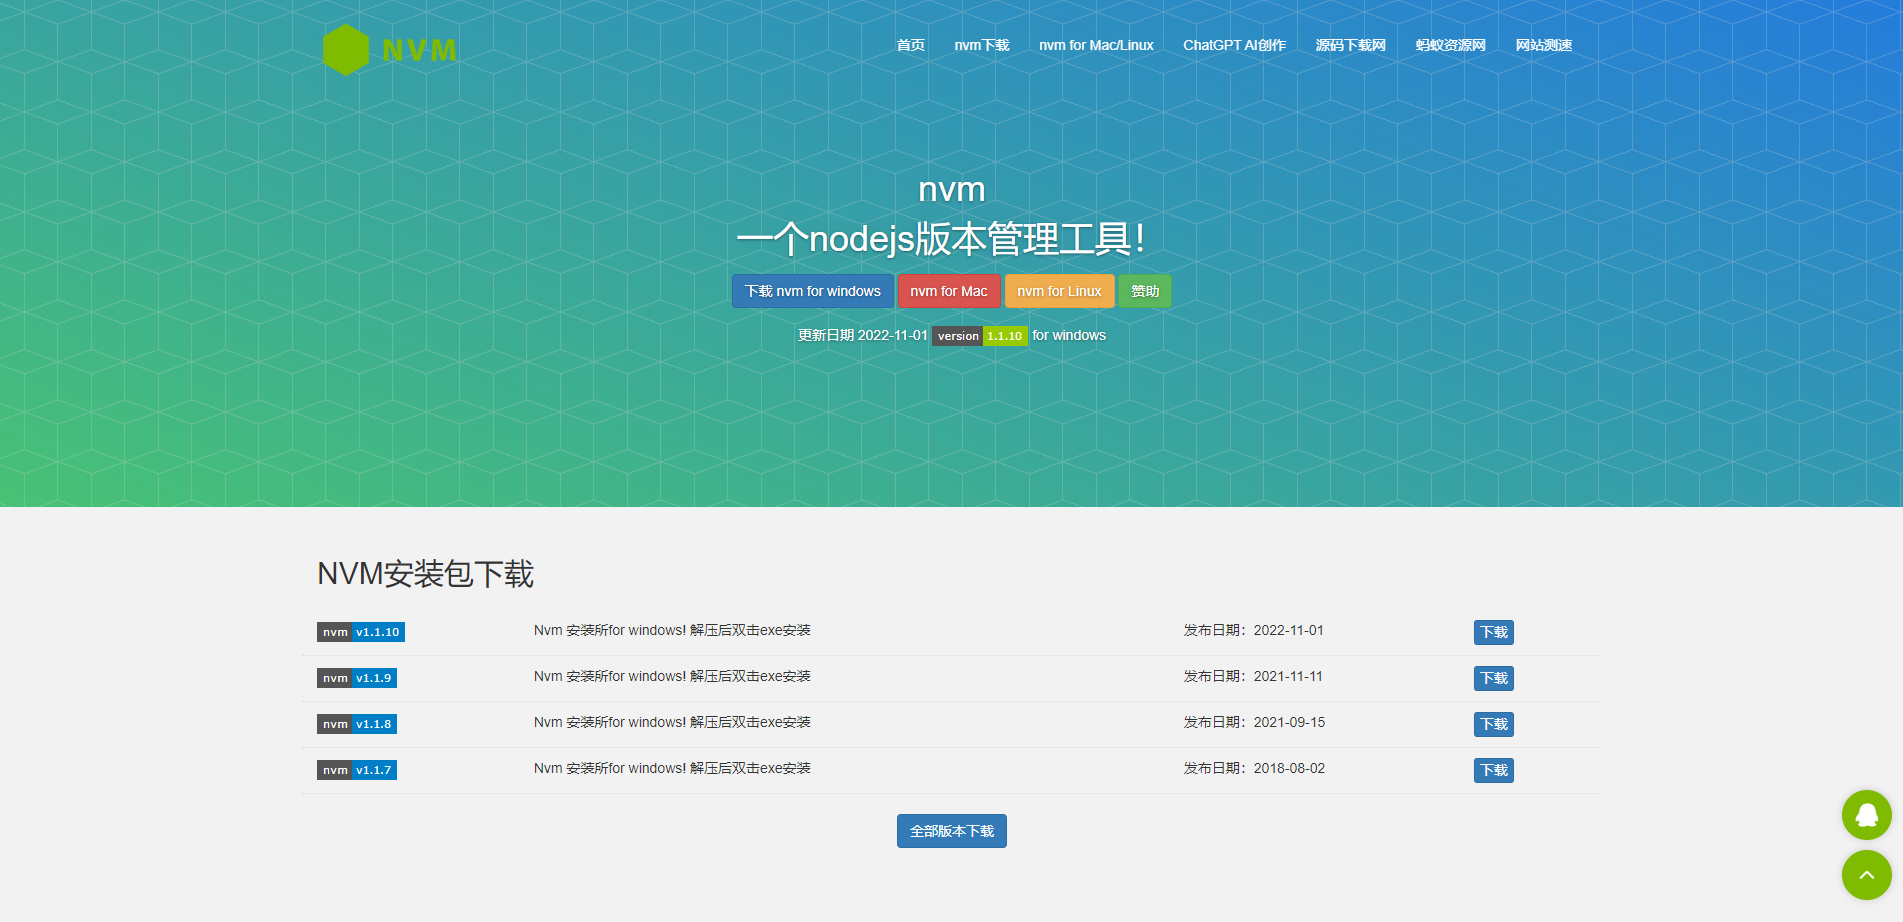 NVM
首页 nvm下载 nvm for Mac/Linux ChatGPT AI创作 源码下载网 蚂蚁资源网 网站测速
nvm
一个nodejs版本管理工具！
下载 nvm for windows nvm for Mac nvm for Linux 赞助
更新日期 2022-11-01 version 1.1.10 for windows
NVM安装包下载
nvm v1.1.10 Nvm 安装所for windows! 解压后双击exe安装 发布日期：2022-11-01 下载
nvm v1.1.9 Nvm 安装所for windows! 解压后双击exe安装 发布日期：2021-11-11 下载
nvm v1.1.8 Nvm 安装所for windows! 解压后双击exe安装 发布日期：2021-09-15 下载
nvm v1.1.7 Nvm 安装所for windows! 解压后双击exe安装 发布日期：2018-08-02 下载
全部版本下载